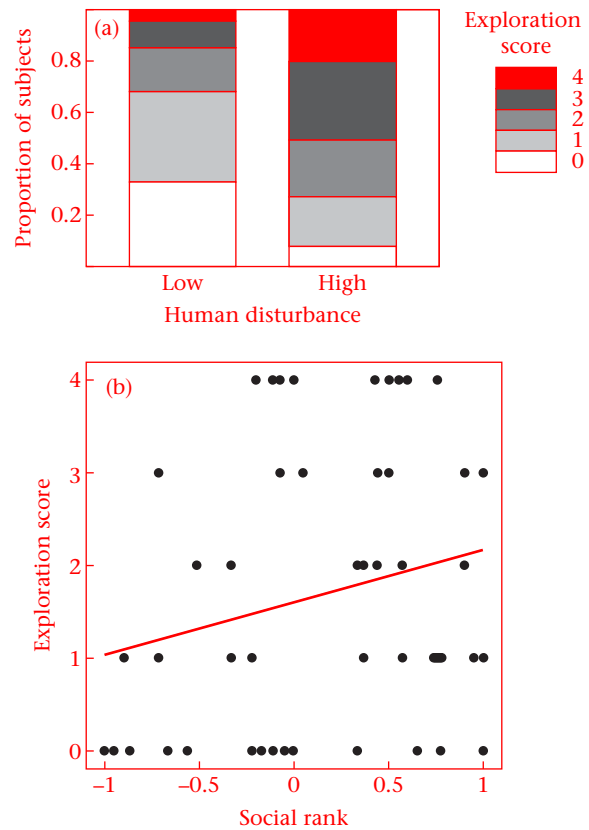 (a)
Proportion of subjects
0.8
0.6
0.4
0.2
Low High
Human disturbance
Exploration
score
4
3
2
1
0
(b)
Exploration score
4
3
2
1
0
−1 −0.5 0 0.5 1
Social rank